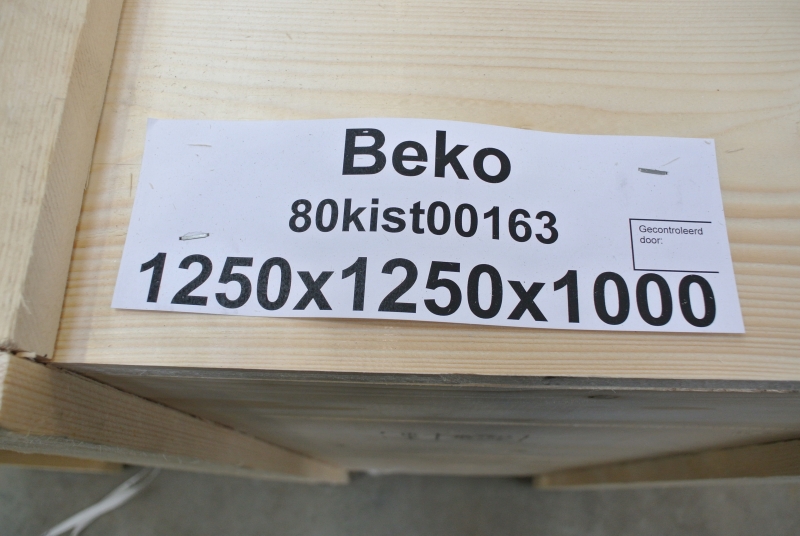 Beko
80kist00163
Gecontroleerd
door:
1250x1250x1000